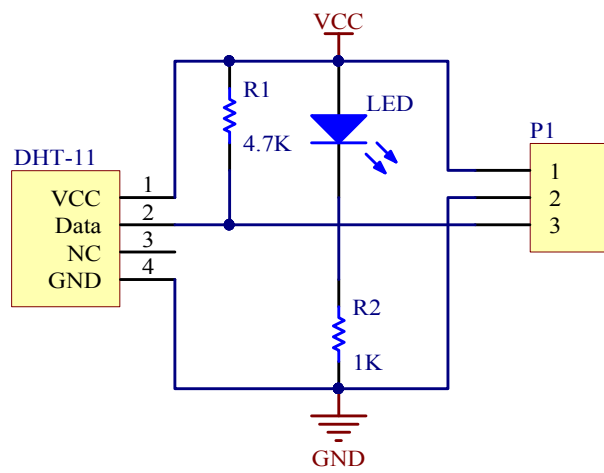 VCC
R1
4.7K
LED
P1
1
2
3
DHT-11
VCC 1
Data 2
NC 3
GND 4
R2
1K
GND